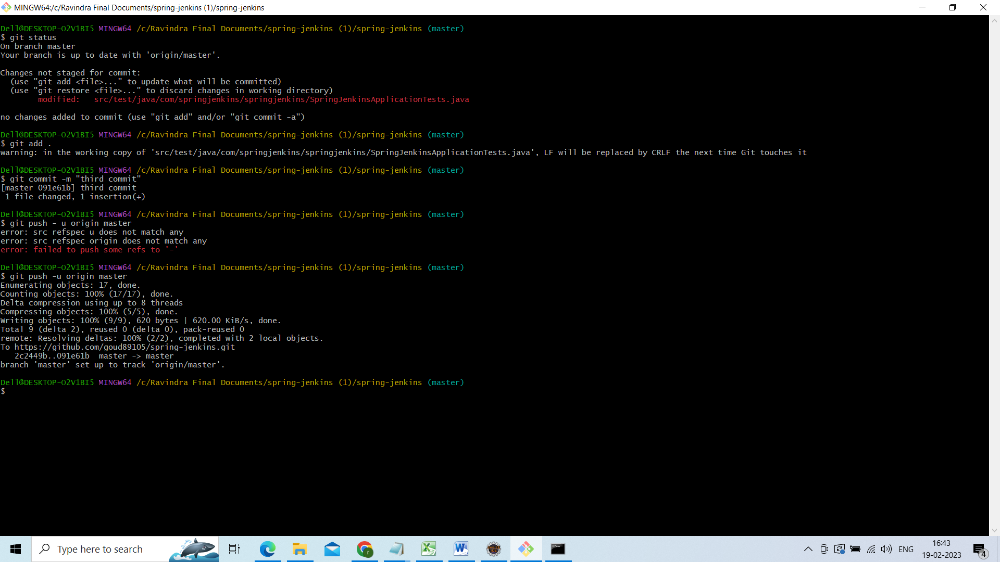 MINGW64:/c/Ravindra Final Documents/spring-jenkins (1)/spring-jenkins
Dell@DESKTOP-O2V1BI5 MINGW64 /c/Ravindra Final Documents/spring-jenkins (1)/spring-jenkins (master)
$ git status
On branch master
Your branch is up to date with 'origin/master'.
Changes not staged for commit:
  (use "git add <file>..." to update what will be committed)
  (use "git restore <file>..." to discard changes in working directory)
        modified:   src/test/java/com/springjenkins/springjenkins/SpringJenkinsApplicationTests.java
no changes added to commit (use "git add" and/or "git commit -a")
Dell@DESKTOP-O2V1BI5 MINGW64 /c/Ravindra Final Documents/spring-jenkins (1)/spring-jenkins (master)
$ git add .
warning: in the working copy of 'src/test/java/com/springjenkins/springjenkins/SpringJenkinsApplicationTests.java', LF will be replaced by CRLF the next time Git touches it
Dell@DESKTOP-O2V1BI5 MINGW64 /c/Ravindra Final Documents/spring-jenkins (1)/spring-jenkins (master)
$ git commit -m "third commit"
[master 091e61b] third commit
 1 file changed, 1 insertion(+)
Dell@DESKTOP-O2V1BI5 MINGW64 /c/Ravindra Final Documents/spring-jenkins (1)/spring-jenkins (master)
$ git push - u origin master
error: src refspec u does not match any
error: src refspec origin does not match any
error: failed to push some refs to '-'
Dell@DESKTOP-O2V1BI5 MINGW64 /c/Ravindra Final Documents/spring-jenkins (1)/spring-jenkins (master)
$ git push -u origin master
Enumerating objects: 17, done.
Counting objects: 100% (17/17), done.
Delta compression using up to 8 threads
Compressing objects: 100% (5/5), done.
Writing objects: 100% (9/9), 620 bytes | 620.00 KiB/s, done.
Total 9 (delta 2), reused 0 (delta 0), pack-reused 0
remote: Resolving deltas: 100% (2/2), completed with 2 local objects.
To https://github.com/goud89105/spring-jenkins.git
   2c2449b..091e61b  master -> master
branch 'master' set up to track 'origin/master'.
Dell@DESKTOP-O2V1BI5 MINGW64 /c/Ravindra Final Documents/spring-jenkins (1)/spring-jenkins (master)
$
Type here to search
ENG
16:43
19-02-2023
4